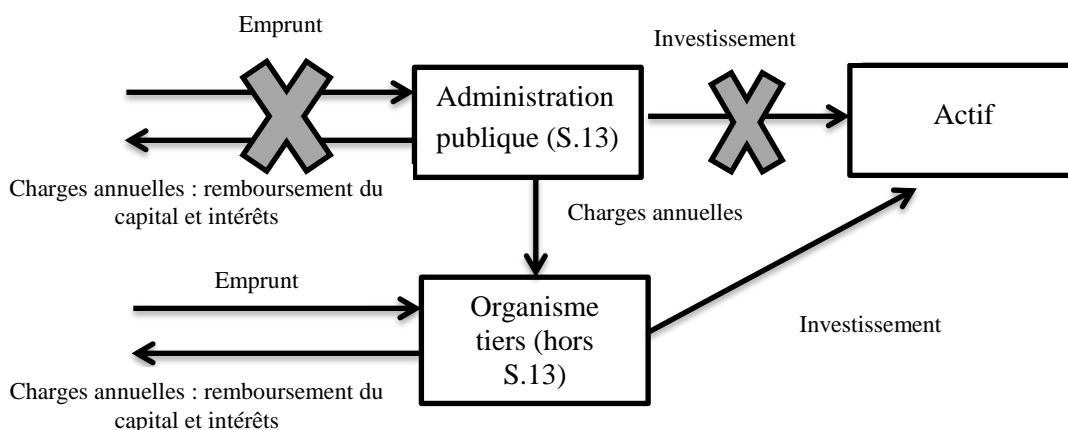 Emprunt
Investissement
Administration
publique (S.13)
Actif
Charges annuelles : remboursement du
capital et intérêts
Charges annuelles
Emprunt
Organisme
tiers (hors
S.13)
Investissement
Charges annuelles : remboursement du
capital et intérêts